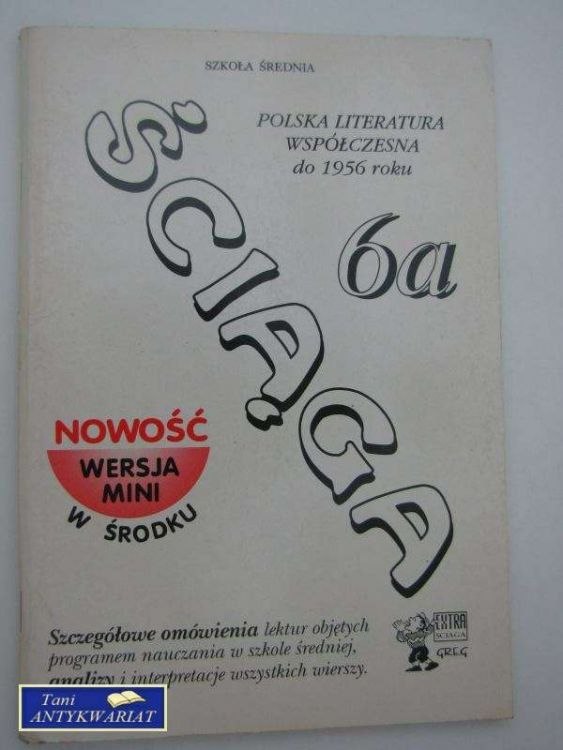 SZKOŁA ŚREDNIA
POLSKA LITERATURA
WSPÓŁCZESNA
do 1956 roku
6a
ŚCIĄGA
NOWOŚĆ
WERSJA
MINI
W ŚRODKU
Szczegółowe omówienia lektur objętych
programem nauczania w szkole średniej,
analizy i interpretacje wszystkich wierszy.
EXTRA
ŚCIĄGA
GREG
Tani
ANTYKWARIAT